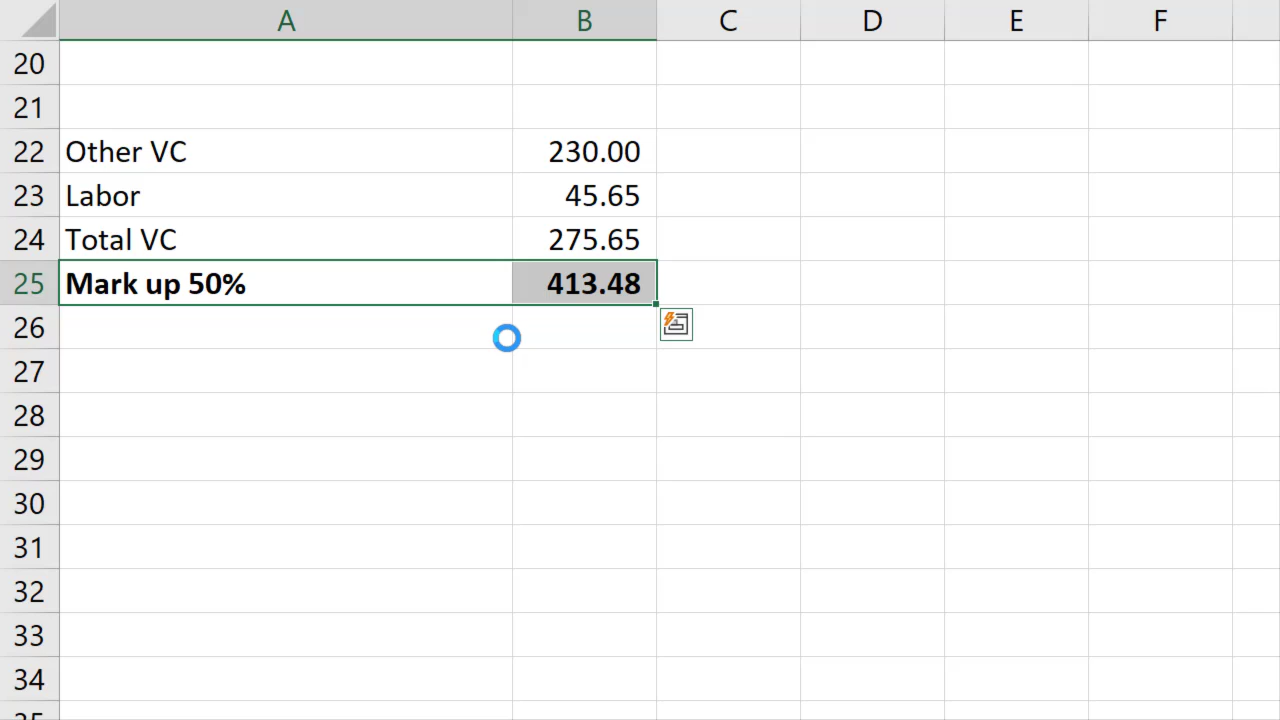 A B C D E F
20
21
22 Other VC 230.00
23 Labor 45.65
24 Total VC 275.65
25 Mark up 50% 413.48
26
27
28
29
30
31
32
33
34
35